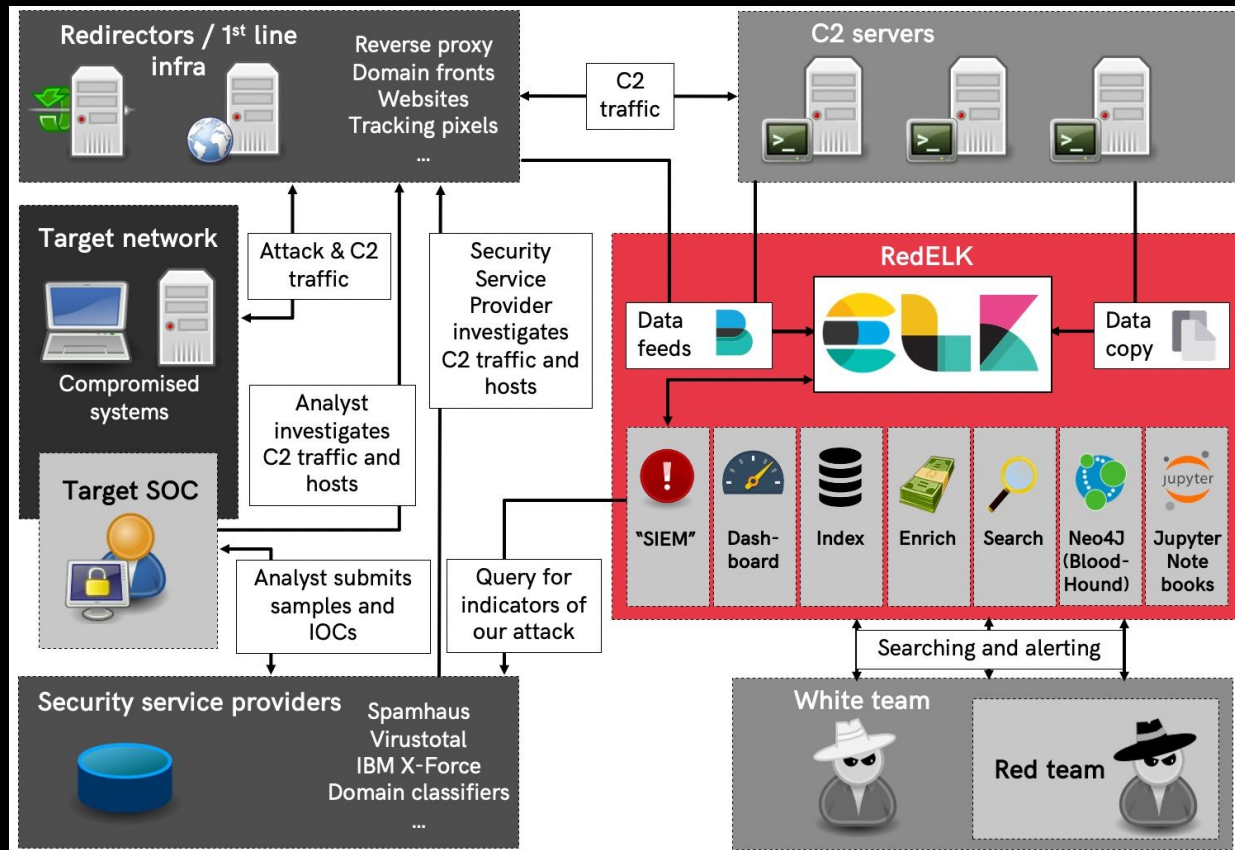 Redirectors / 1st line
infra
Reverse proxy
Domain fronts
Websites
Tracking pixels
...
C2
traffic
C2 servers
>_
>_
>_
Target network
Compromised
systems
Attack & C2
traffic
Security
Service
Provider
investigates
C2 traffic and
hosts
Analyst
investigates
C2 traffic and
hosts
Target SOC
Analyst submits
samples and
IOCs
Query for
indicators of
our attack
RedELK
Data
feeds
ELK
Data
copy
"SIEM"
Dash-
board
Index
Enrich
Search
Neo4J
(Blood-
Hound)
jupyter
Jupyter
Note
books
Searching and alerting
Security service providers
Spamhaus
Virustotal
IBM X-Force
Domain classifiers
...
White team
Red team